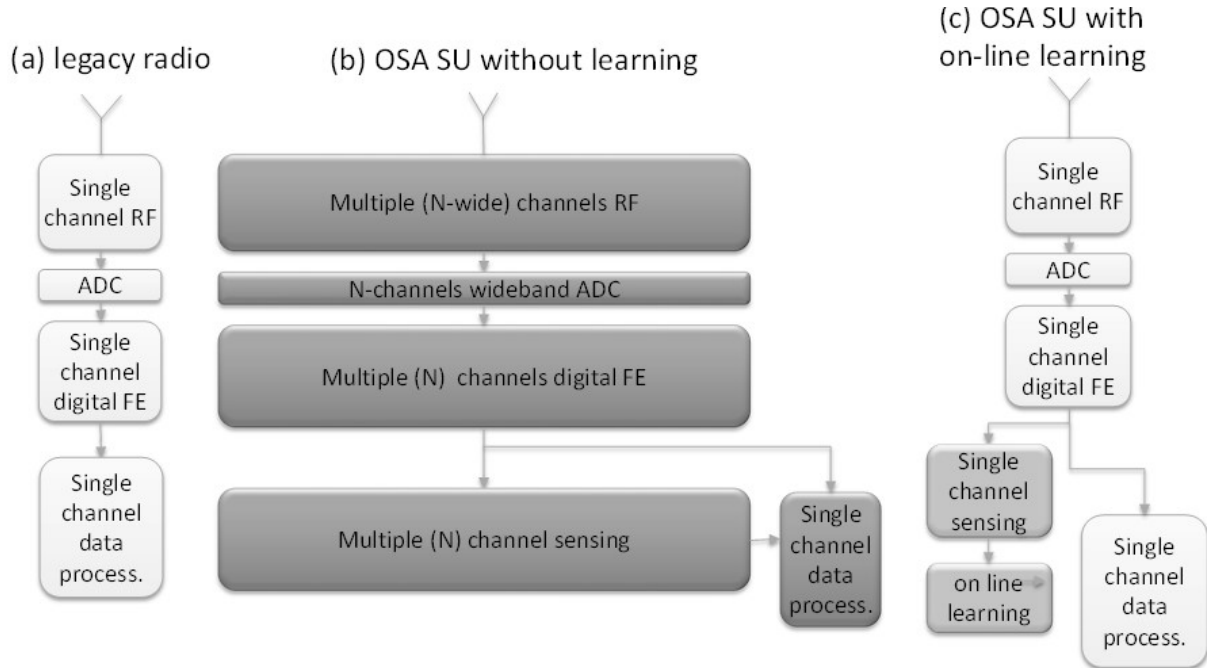 (a) legacy radio
Single
channel RF
ADC
Single
channel
digital FE
Single
channel
data
process.
(b) OSA SU without learning
Multiple (N-wide) channels RF
N-channels wideband ADC
Multiple (N) channels digital FE
Multiple (N) channel sensing
Single
channel
data
process.
(c) OSA SU with
on-line learning
Single
channel RF
ADC
Single
channel
digital FE
Single
channel
sensing
on line
learning
Single
channel
data
process.